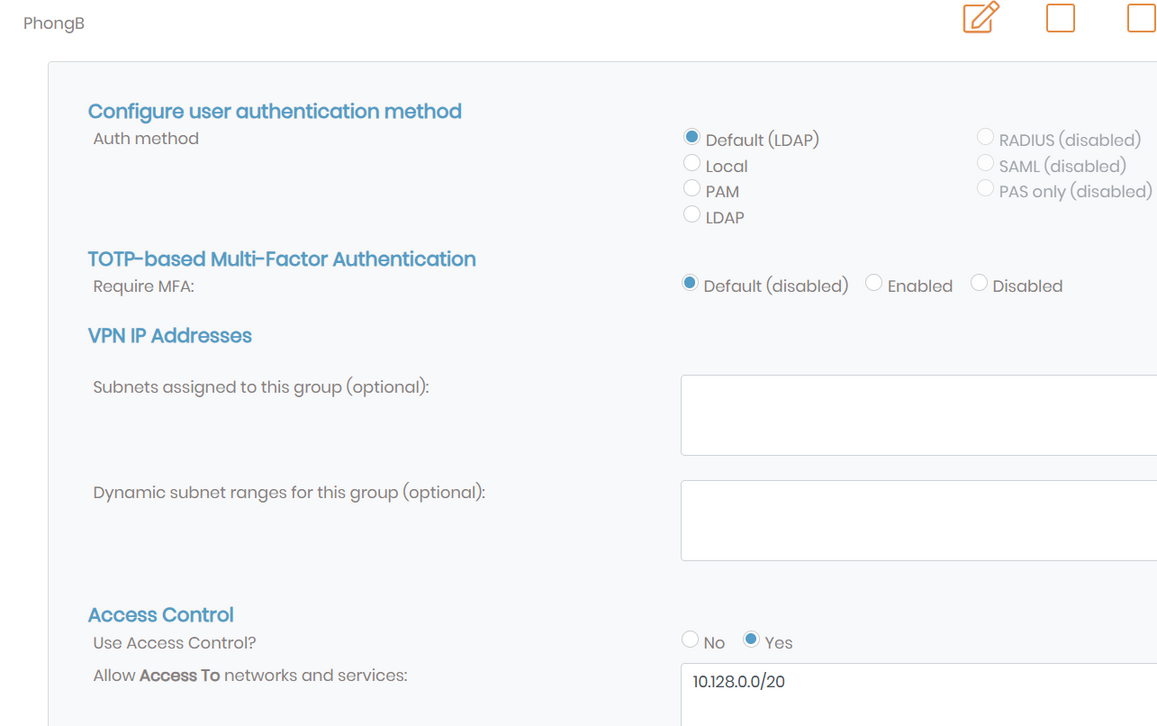 PhongB
Configure user authentication method
Auth method
Default (LDAP)
RADIUS (disabled)
Local
SAML (disabled)
PAM
PAS only (disabled)
LDAP
TOTP-based Multi-Factor Authentication
Require MFA:
Default (disabled)
Enabled
Disabled
VPN IP Addresses
Subnets assigned to this group (optional):
Dynamic subnet ranges for this group (optional):
Access Control
Use Access Control?
No
Yes
Allow Access To networks and services:
10.128.0.0/20